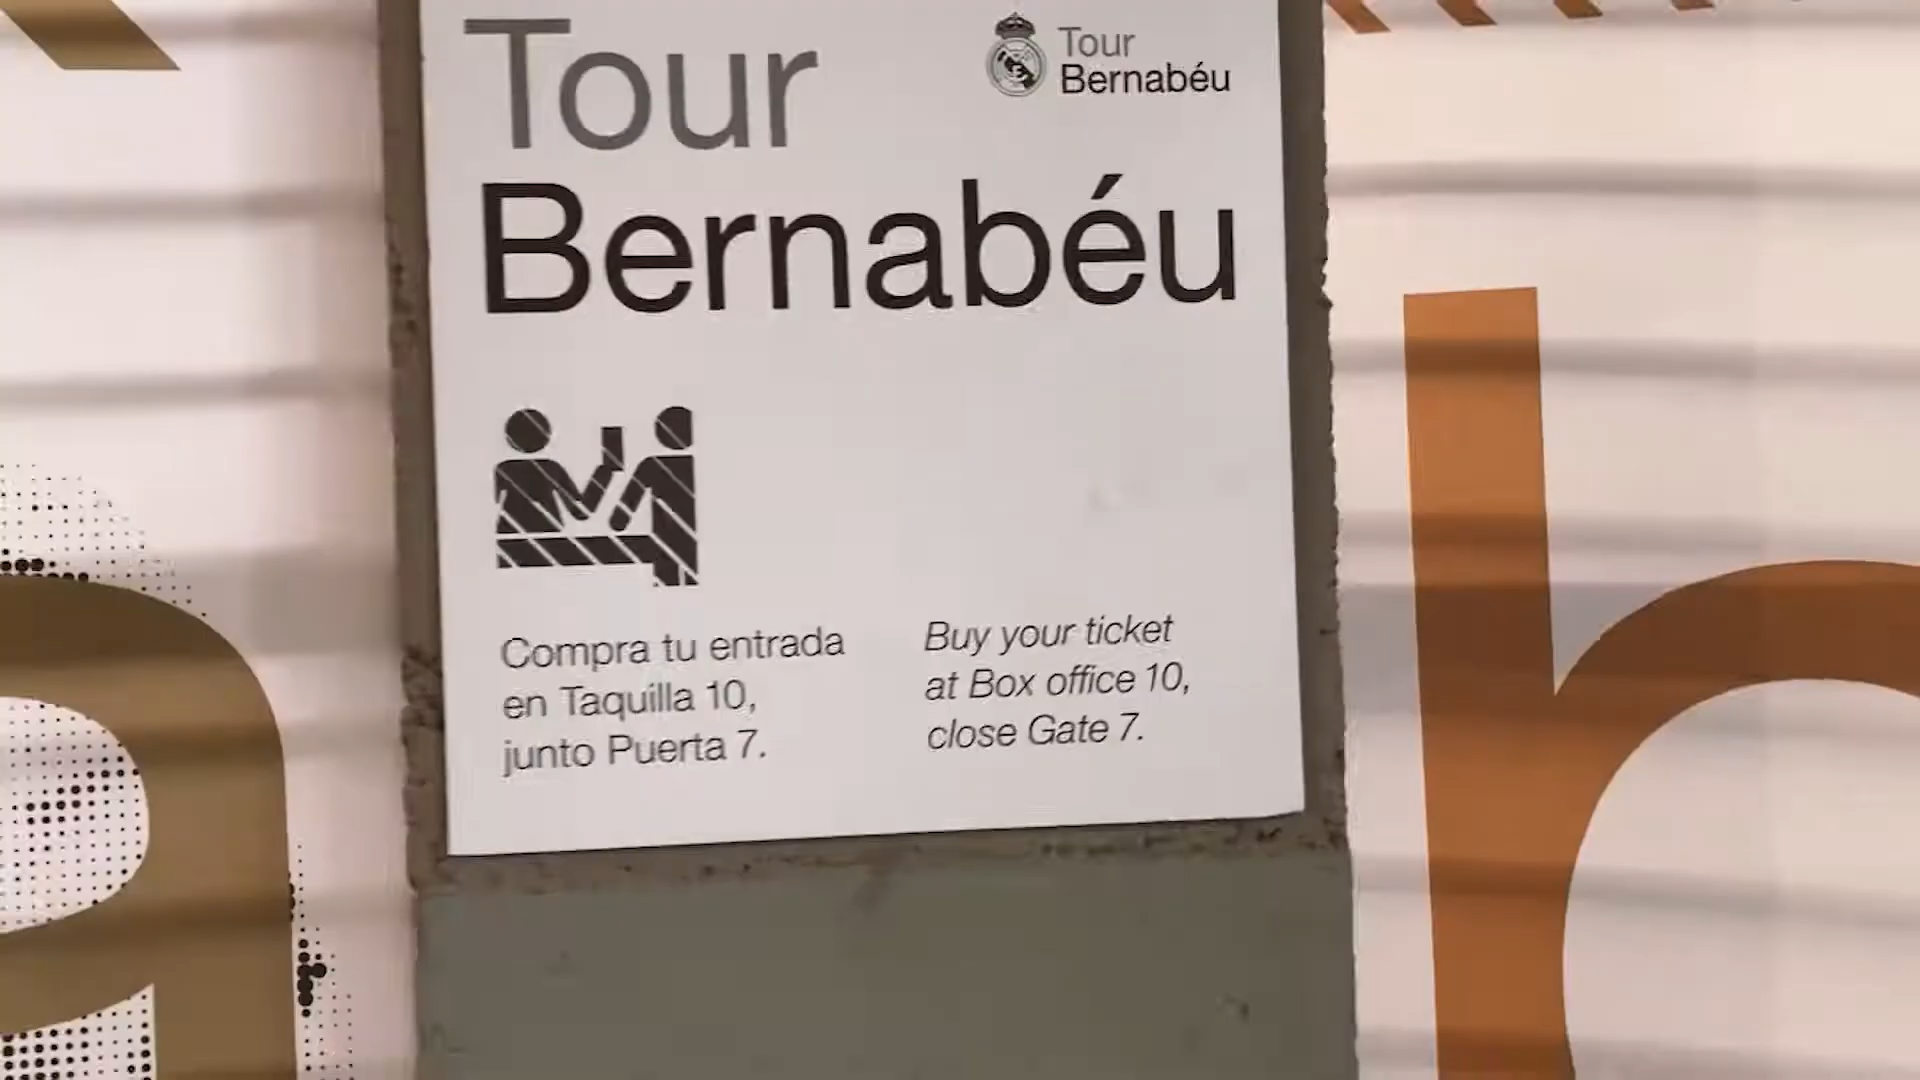 Tour
Bernabéu
Tour
Bernabéu
Compra tu entrada
en Taquilla 10,
junto Puerta 7.
Buy your ticket
at Box office 10,
close Gate 7.
a
h